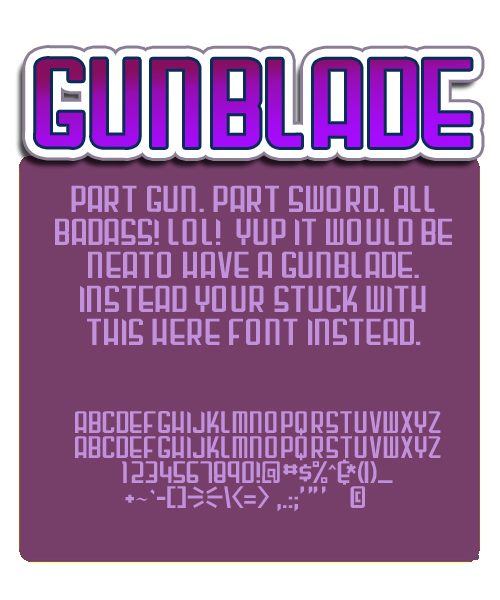 GUNBLADE
PART GUN. PART SWORD. ALL
BADASS! LOL!  YUP IT WOULD BE
NEATO HAVE A GUNBLADE.
INSTEAD YOUR STUCK WITH
THIS HERE FONT INSTEAD.
ABCDEFGHIJKLMNOPQRSTUVWXYZ
ABCDEFGHIJKLMNOPQRSTUVWXYZ
1234567890!@#$%^&*()_
+~`-[]{}|\<=> ,.:;'"”’ ©